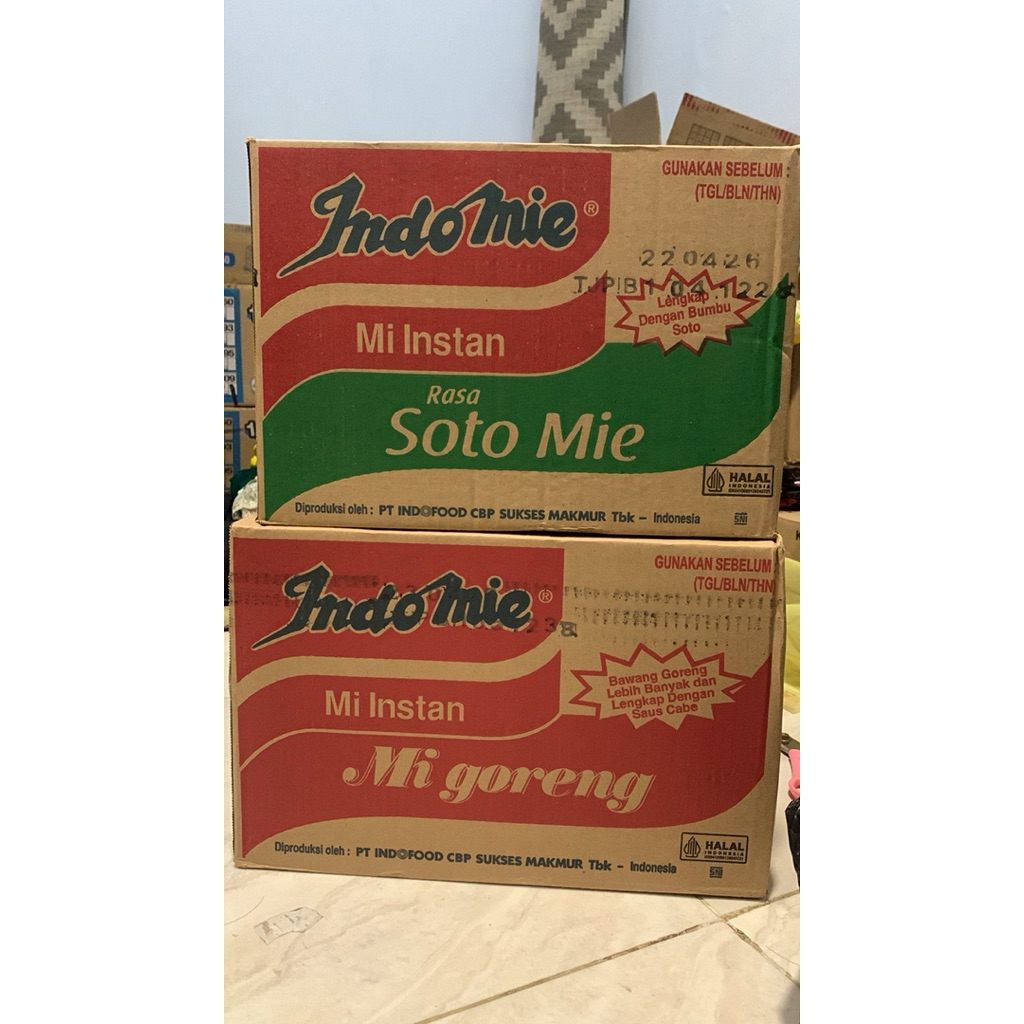 Indomie®
GUNAKAN SEBELUM :
(TGL/BLN/THN)
220426
Lengkap
Dengan Bumbu
Soto
Mi Instan
Rasa
Soto Mie
HALAL
INDONESIA
Diproduksi oleh : PT INDOFOOD CBP SUKSES MAKMUR Tbk – Indonesia
SNI
Indomie®
GUNAKAN SEBELUM
(TGL/BLN/THN
Bawang Goreng
Lebih Banyak dan
Lengkap Dengan
Saus Cabe
Mi Instan
Mi goreng
HALAL
INDONESIA
Diproduksi oleh : PT INDOFOOD CBP SUKSES MAKMUR Tbk – Indonesia
SNI